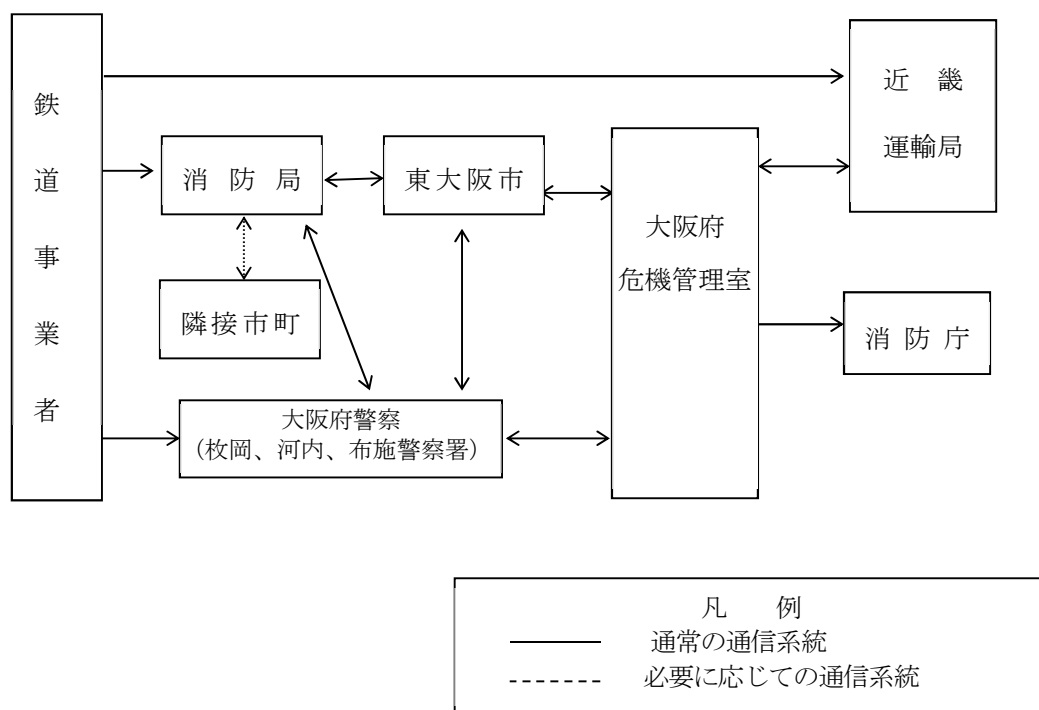 鉄道事業者
近畿
運輸局
消防局
東大阪市
大阪府
危機管理室
隣接市町
消防庁
大阪府警察
（枚岡、河内、布施警察署）
凡　例
通常の通信系統
必要に応じての通信系統